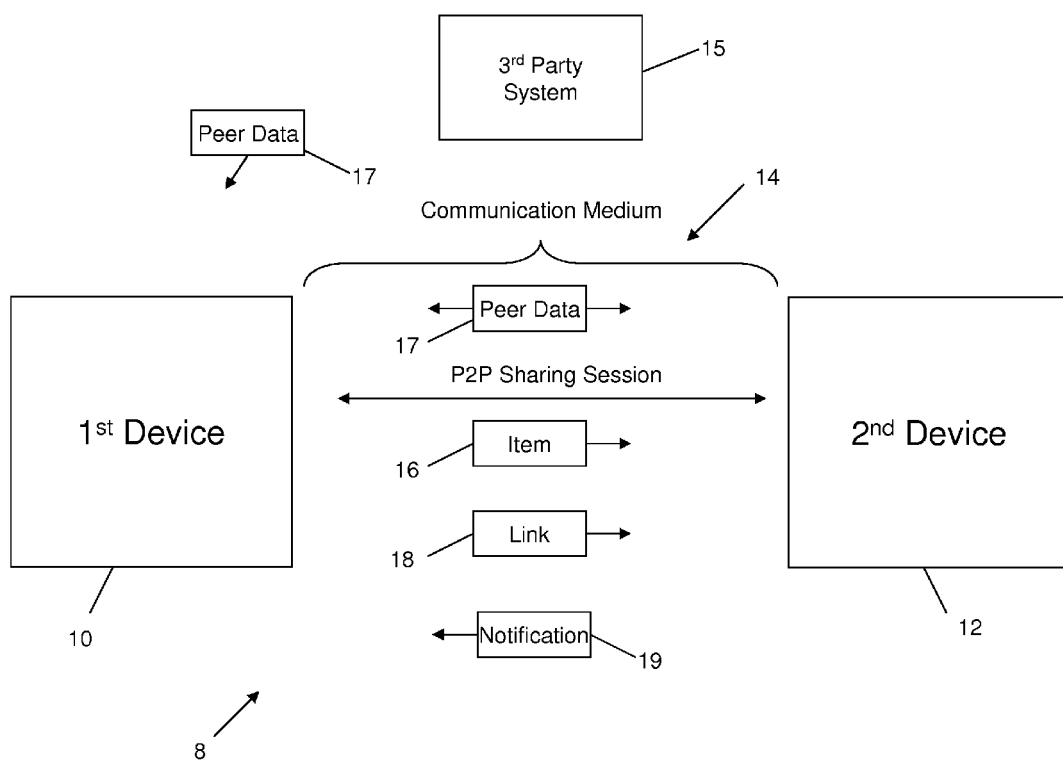 3rd Party
System
15
Peer Data
17
14
Communication Medium
Peer Data
17
P2P Sharing Session
1st Device
2nd Device
Item
16
Link
18
10
12
Notification
19
8